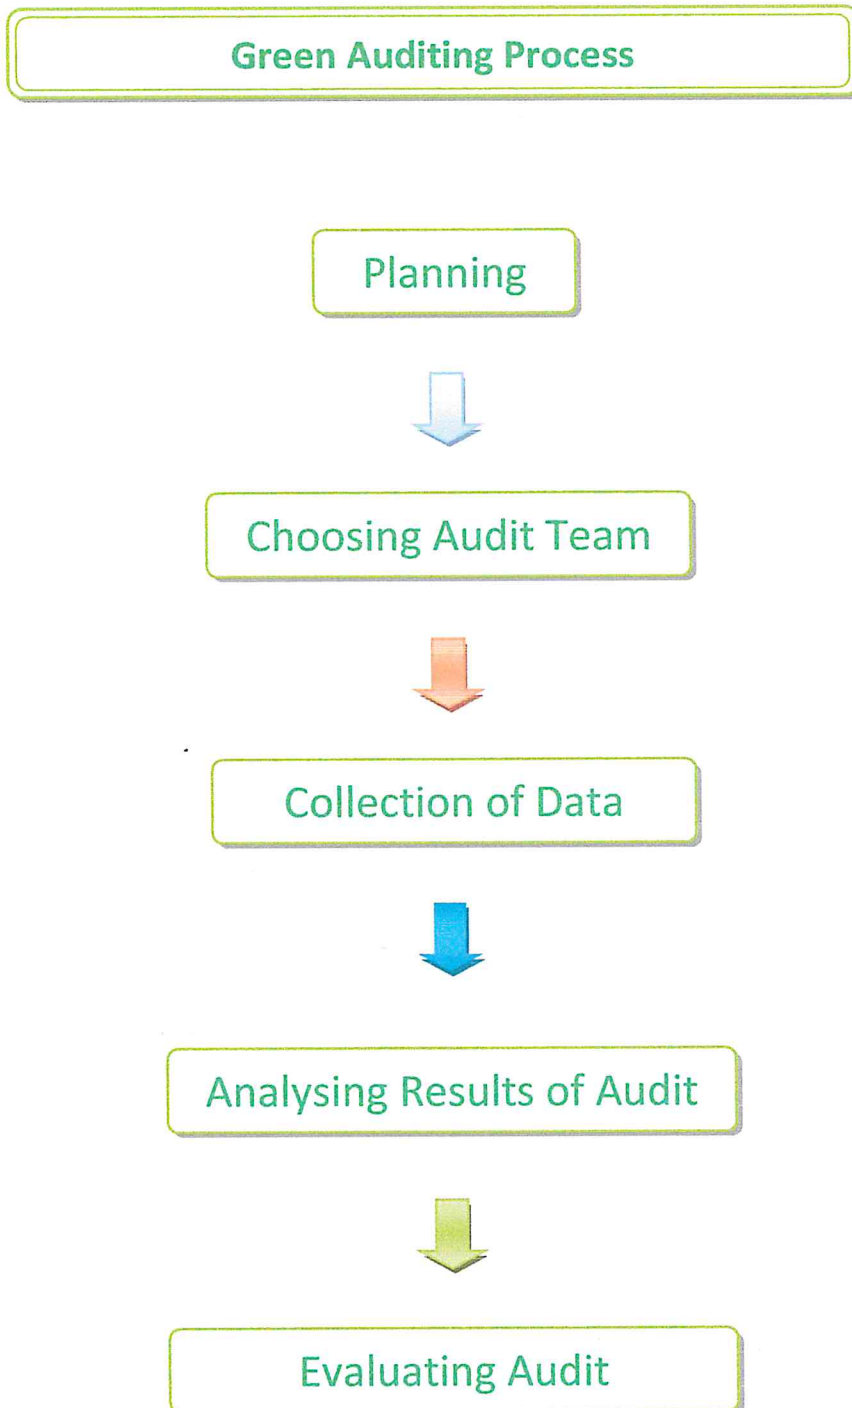 Green Auditing Process
Planning
Choosing Audit Team
Collection of Data
Analysing Results of Audit
Evaluating Audit